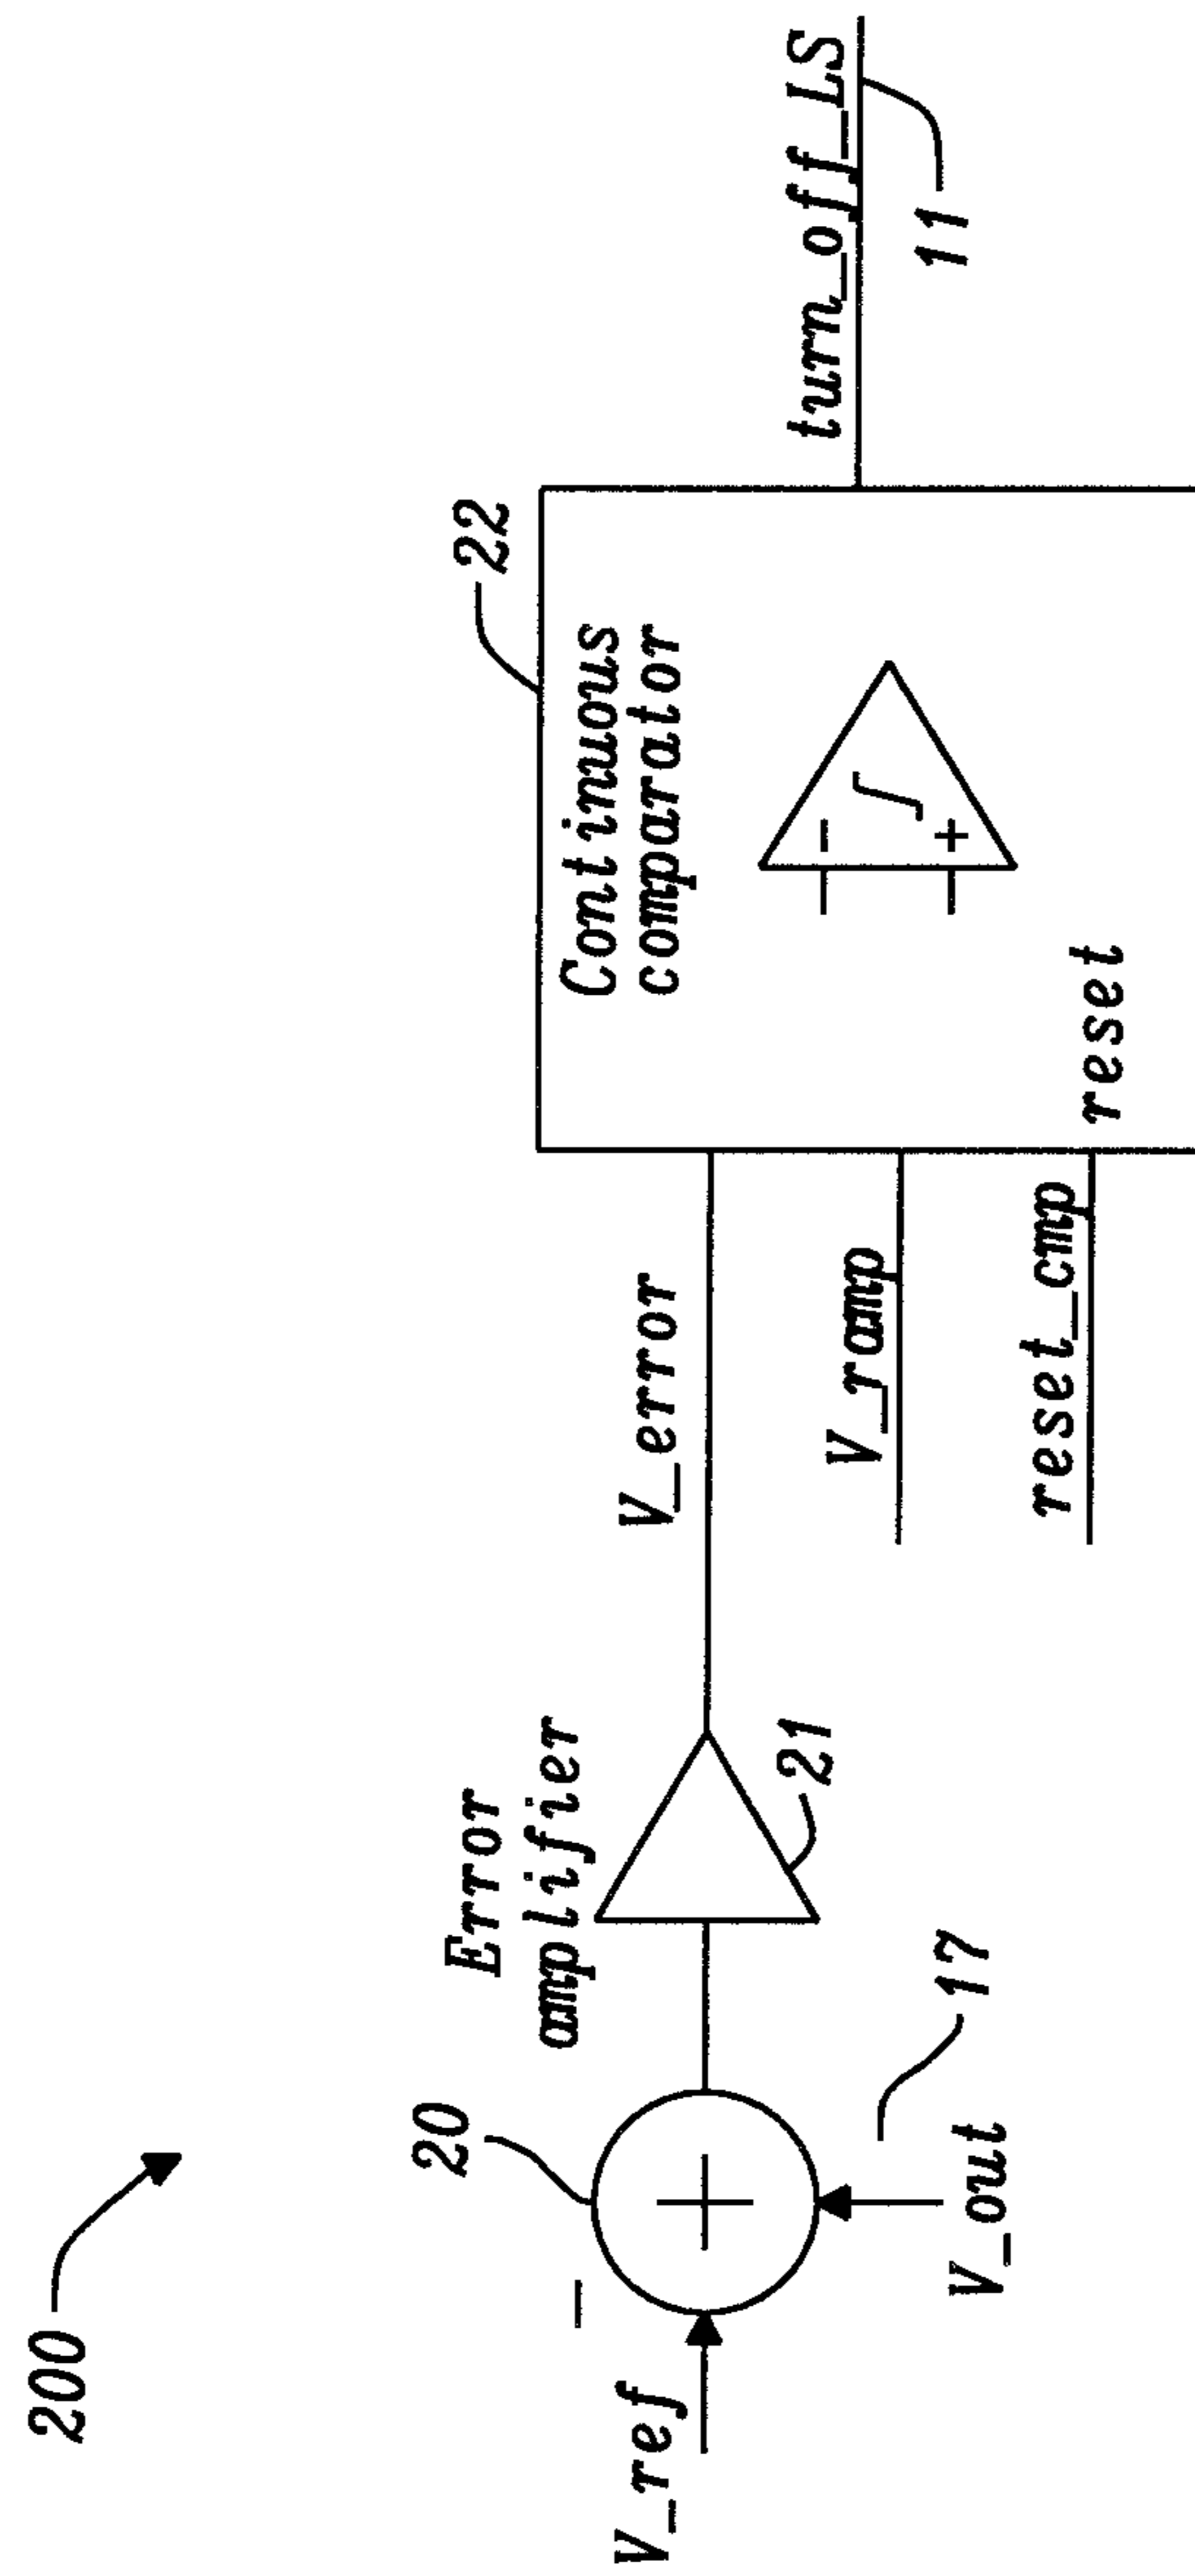 200
V_ref
-
20
V_out
17
Error
amplifier
21
V_error
V_ramp
reset_cmp
22
Continuous
comparator
-
+
reset
turn_off_LS
11